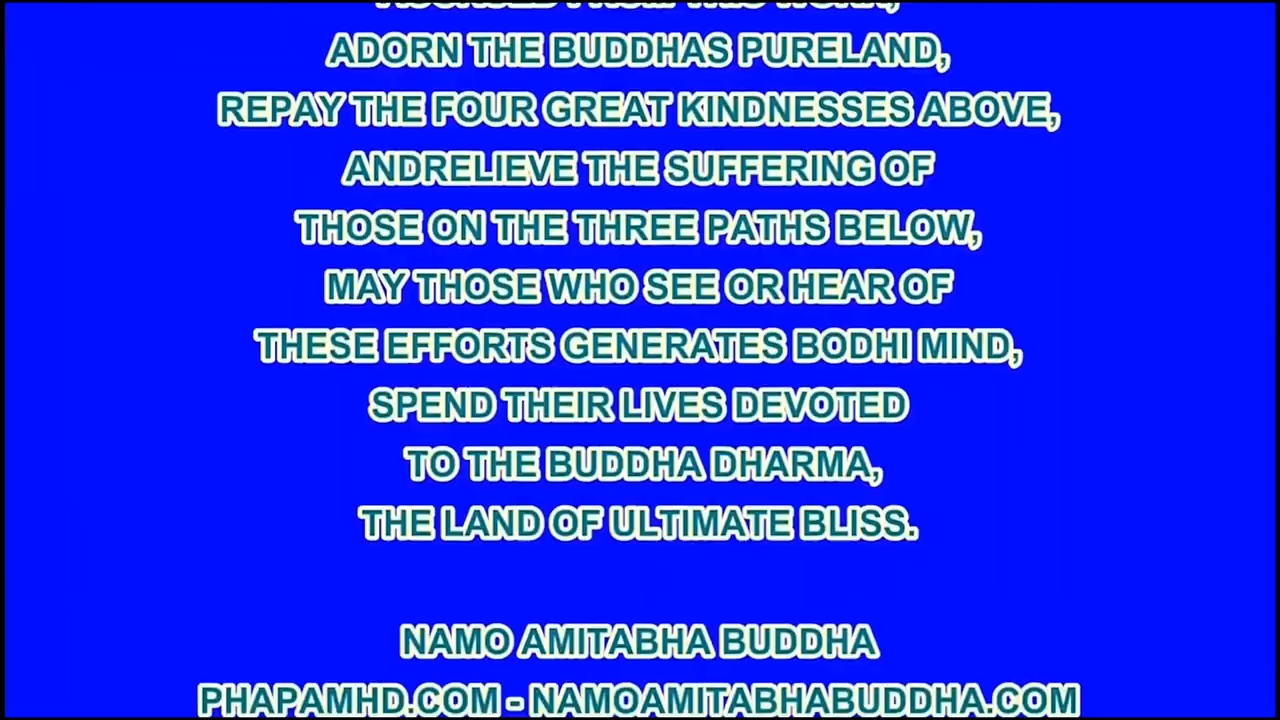 ADORN THE BUDDHAS PURELAND,
REPAY THE FOUR GREAT KINDNESSES ABOVE,
ANDRELIEVE THE SUFFERING OF
THOSE ON THE THREE PATHS BELOW,
MAY THOSE WHO SEE OR HEAR OF
THESE EFFORTS GENERATES BODHI MIND,
SPEND THEIR LIVES DEVOTED
TO THE BUDDHA DHARMA,
THE LAND OF ULTIMATE BLISS.
NAMO AMITABHA BUDDHA
PHAPAMHD.COM - NAMOAMITABHABUDDHA.COM